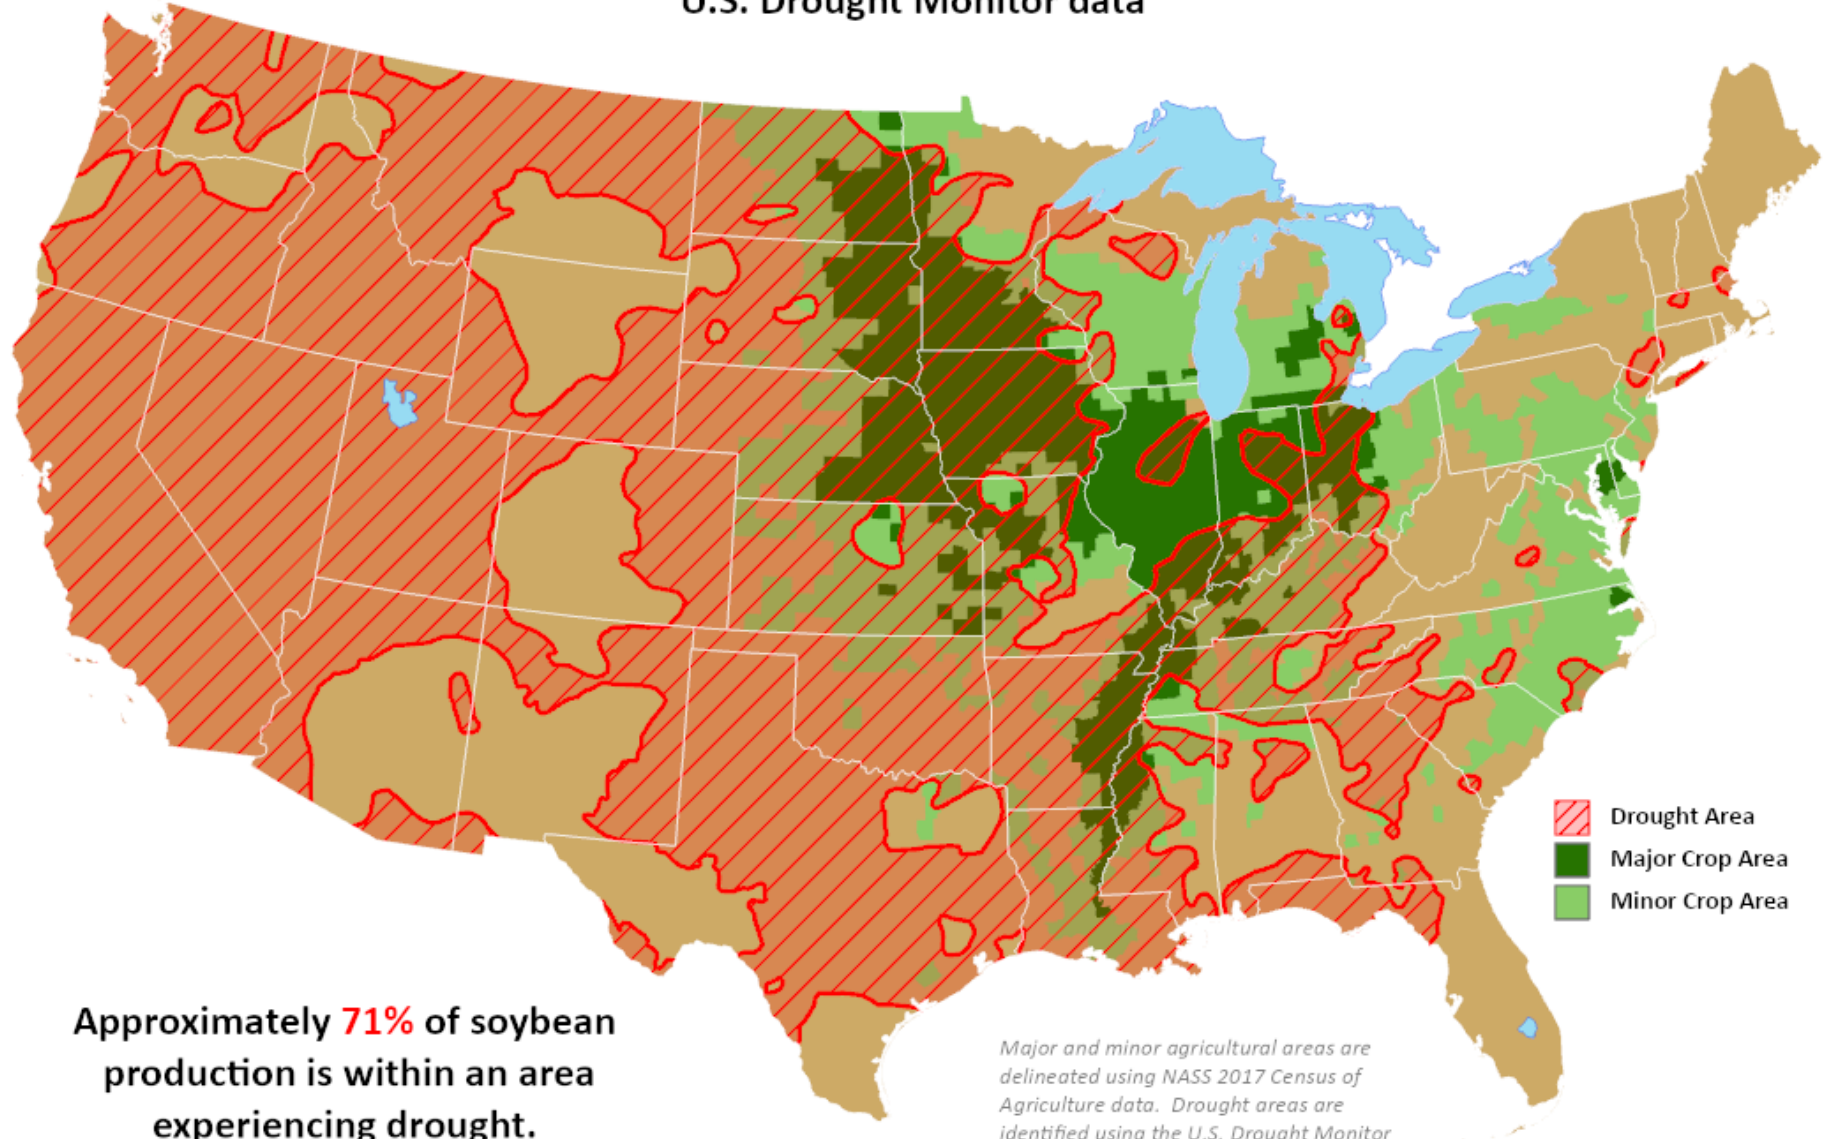 U.S. Drought Monitor data
Drought Area
Major Crop Area
Minor Crop Area
Approximately 71% of soybean
production is within an area
experiencing drought.
Major and minor agricultural areas are
delineated using NASS 2017 Census of
Agriculture data. Drought areas are
identified using the U.S. Drought Monitor